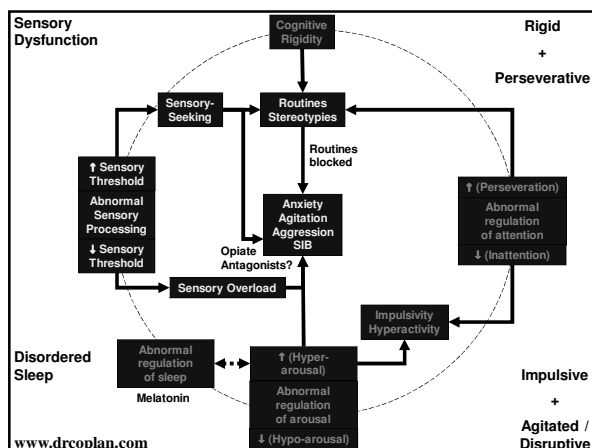 Sensory
Dysfunction
Cognitive
Rigidity
Rigid
+
Perseverative
Sensory-
Seeking
Routines
Stereotypies
Routines
blocked
↑ Sensory
Threshold
Abnormal
Sensory
Processing
↓ Sensory
Threshold
Anxiety
Agitation
Aggression
SIB
↑ (Perseveration)
Abnormal
regulation
of attention
↓ (Inattention)
Opiate
Antagonists?
Sensory Overload
Impulsivity
Hyperactivity
Disordered
Sleep
Abnormal
regulation
of sleep
Melatonin
↑ (Hyper-
arousal)
Abnormal
regulation
of arousal
↓ (Hypo-arousal)
Impulsive
+
Agitated /
Disruptive
www.drcoplan.com